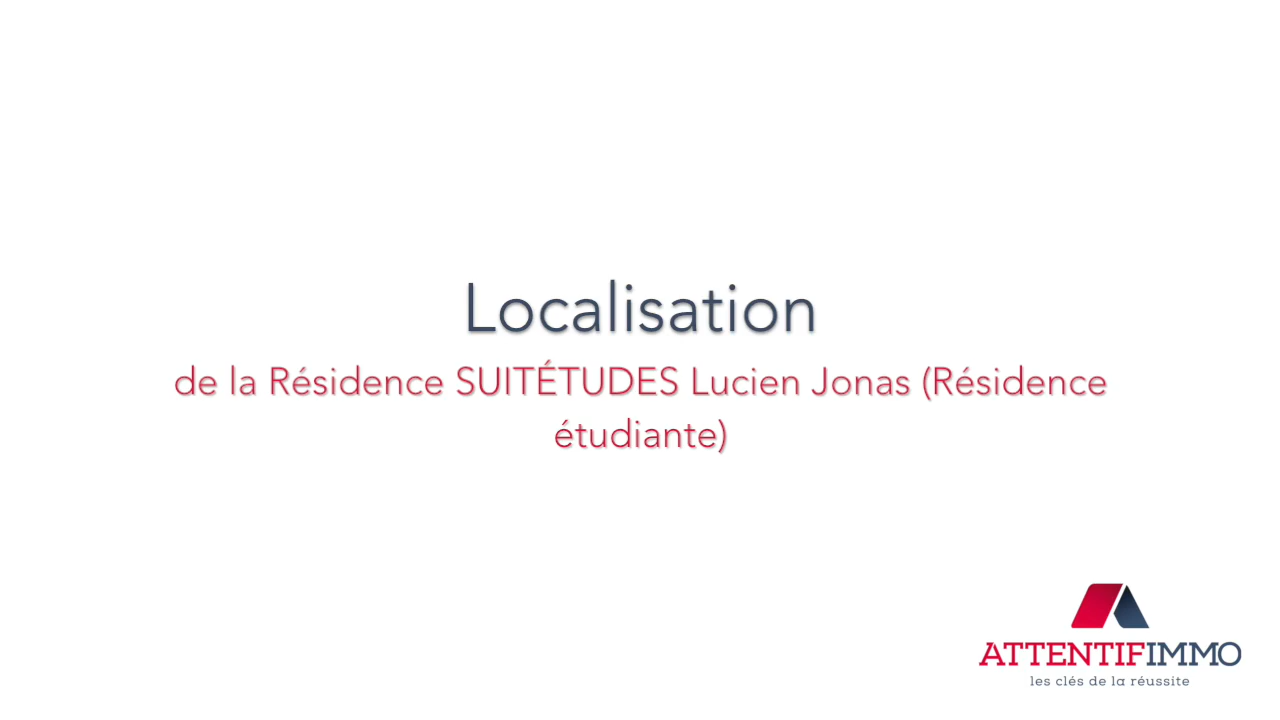 Localisation
de la Résidence SUITÉTUDES Lucien Jonas (Résidence
étudiante)
ATTENTIFIMMO
les clés de la réussite